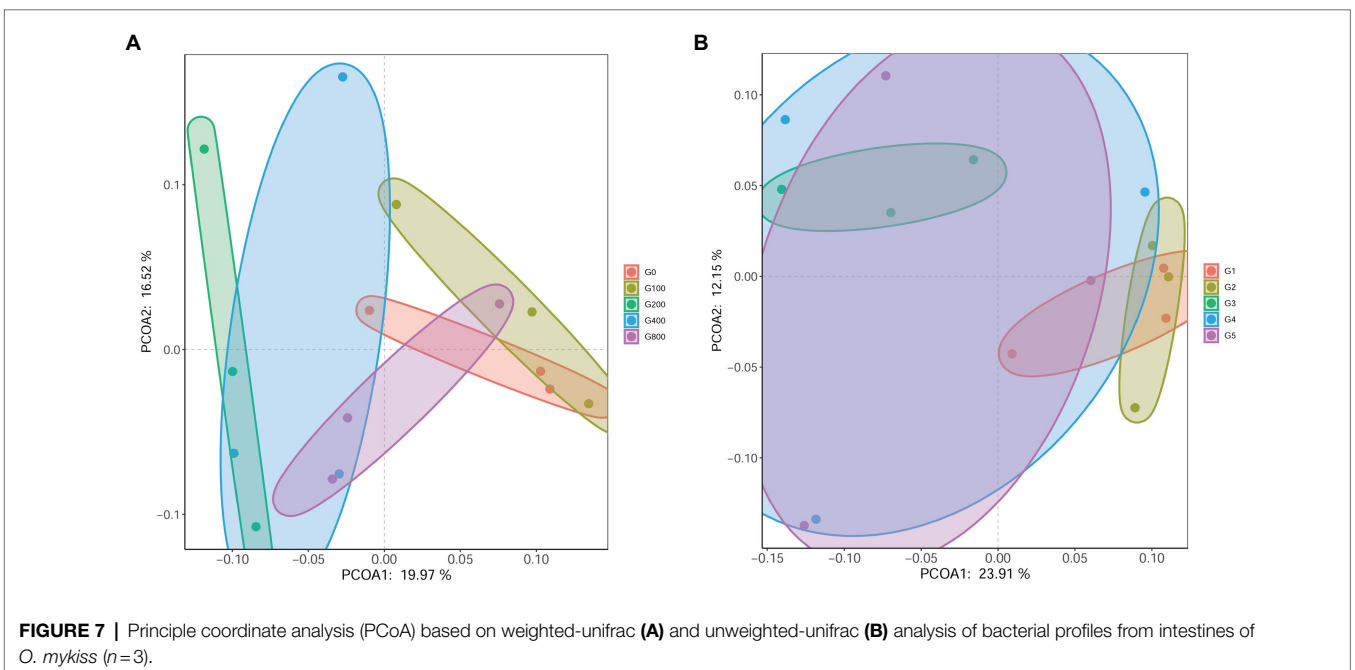 A
B
0.1
0.0
−0.1
PCOA2: 16.52 %
−0.10
−0.05
0.00
0.05
0.10
PCOA1: 19.97 %
G0
G100
G200
G400
G800
0.10
0.05
0.00
−0.05
−0.10
PCOA2: 12.15 %
−0.15
−0.10
−0.05
0.00
0.05
0.10
PCOA1: 23.91 %
G1
G2
G3
G4
G5
FIGURE 7 | Principle coordinate analysis (PCoA) based on weighted-unifrac (A) and unweighted-unifrac (B) analysis of bacterial profiles from intestines of
O. mykiss (n = 3).